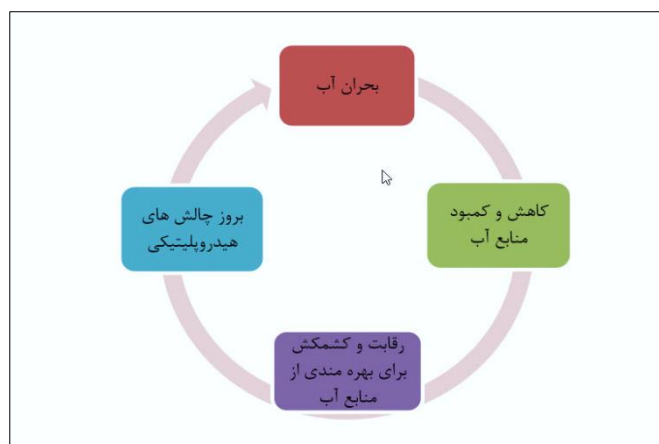 بحران آب
کاهش و کمبود
منابع آب
رقابت و کشمکش
برای بهره مندی از
منابع آب
بروز چالش های
هیدروپلیتیکی